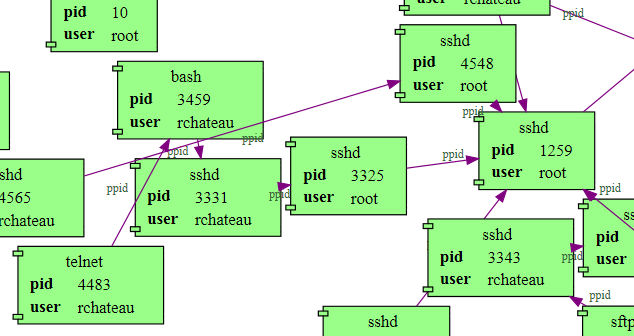 pid 10
user root
user rchateau
ppid
sshd
pid 4548
user root
bash
pid 3459
user rchateau
ppid
ppid
sshd
pid 1259
user root
ppid
ppid
sshd
pid 3325
user root
ppid
sshd
pid 3331
user rchateau
ppid
shd
4565
rchateau
ppid
ppid
pid
user
sshd
pid 3343
user rchateau
ppid
telnet
pid 4483
user rchateau
ppid
sshd
sftp